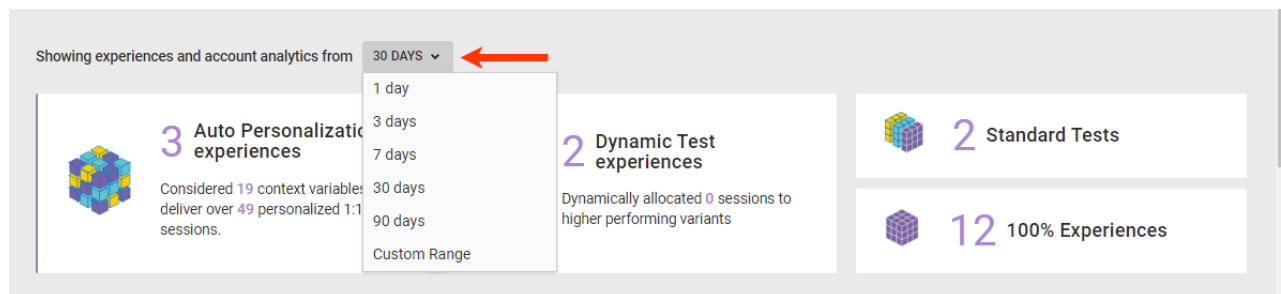 Showing experiences and account analytics from 30 DAYS
1 day
3 days
7 days
30 days
90 days
Custom Range
3 Auto Personalizatio
experiences
Considered 19 context variables
deliver over 49 personalized 1:1
sessions.
2 Dynamic Test
experiences
Dynamically allocated 0 sessions to
higher performing variants
2 Standard Tests
12 100% Experiences